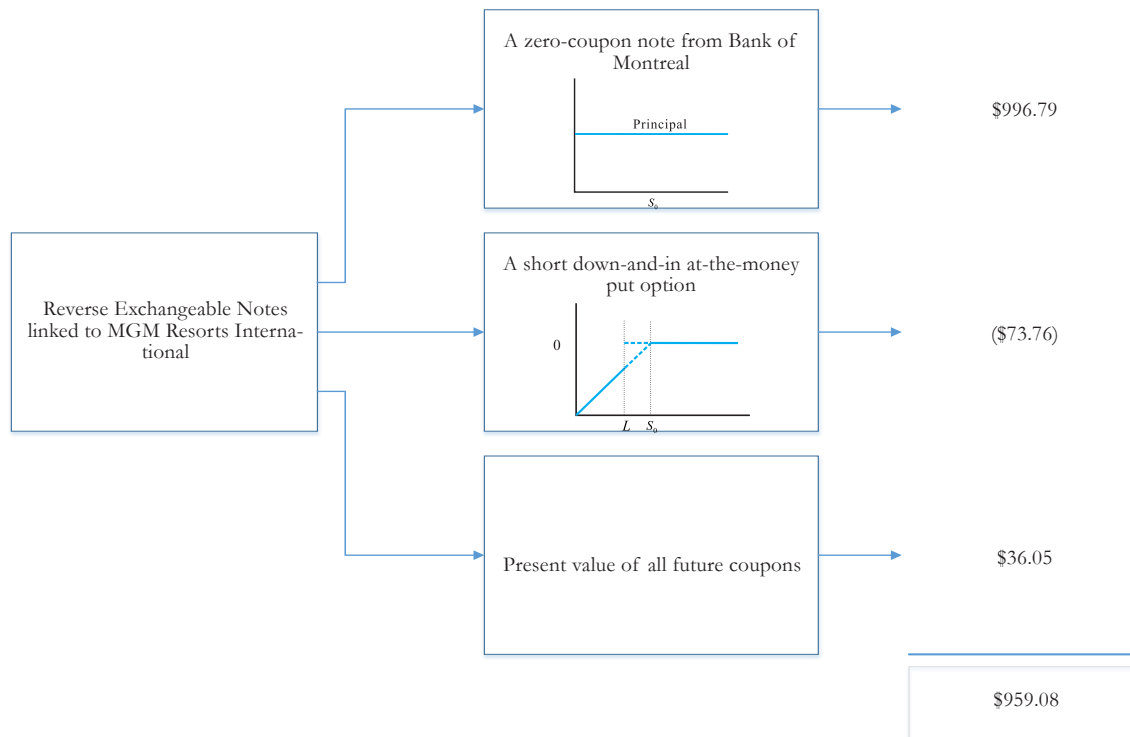 A zero-coupon note from Bank of
Montreal
Principal
S₀
$996.79
Reverse Exchangeable Notes
linked to MGM Resorts Interna-
tional
A short down-and-in at-the-money
put option
0
L
S₀
($73.76)
Present value of all future coupons
$36.05
$959.08